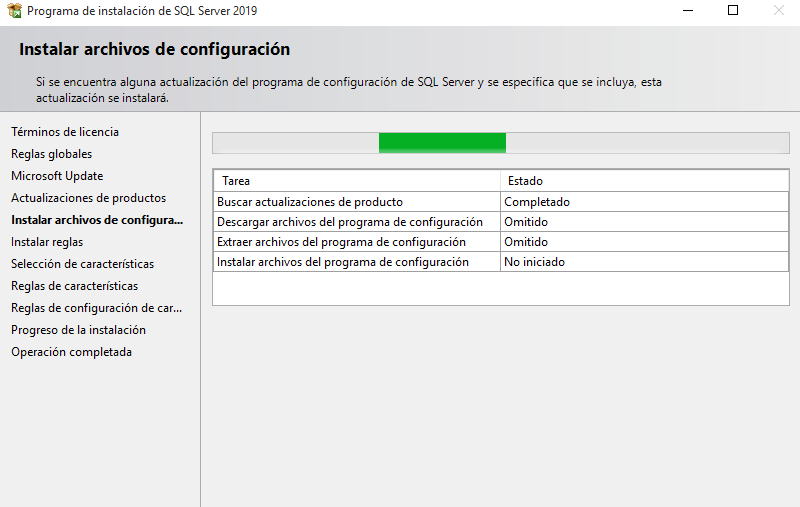 Programa de instalación de SQL Server 2019
Instalar archivos de configuración
Si se encuentra alguna actualización del programa de configuración de SQL Server y se especifica que se incluya, esta
actualización se instalará.
Términos de licencia
Reglas globales
Microsoft Update
Actualizaciones de productos
Instalar archivos de configura...
Instalar reglas
Selección de características
Reglas de características
Reglas de configuración de car...
Progreso de la instalación
Operación completada
Tarea Estado
Buscar actualizaciones de producto Completado
Descargar archivos del programa de configuración Omitido
Extraer archivos del programa de configuración Omitido
Instalar archivos del programa de configuración No iniciado